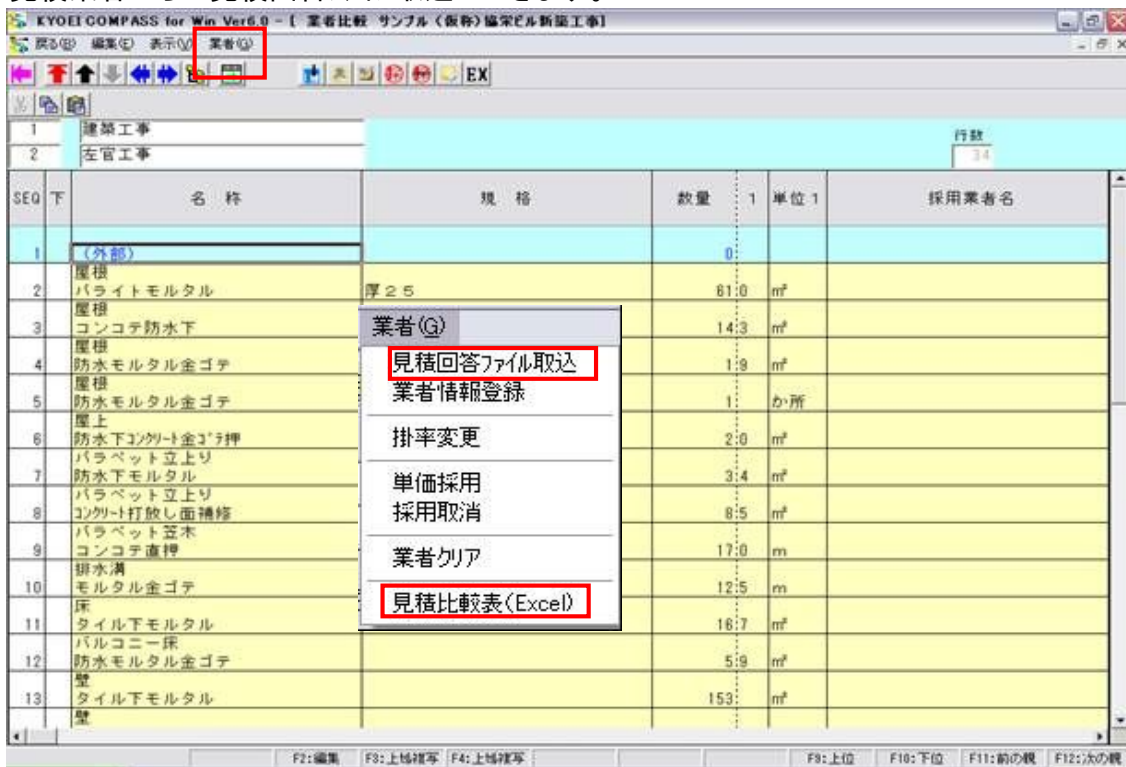 KYOEI COMPASS for Win Ver6.0 - [ 業者比較 サンプル (仮称)協栄ビル新築工事]
戻る(B) 編集(E) 表示(V) 業者(G)
EX
1 建築工事
行数
2 左官工事 34
SEQ 下 名 称 規 格 数量 1 単位 1 採用業者名
1 (外部) 0
屋根
2 バライトモルタル 厚25 61.0 ㎡
屋根
3 コンコテ防水下 14.3 ㎡
屋根
4 防水モルタル金ゴテ 1.9 ㎡
屋根
5 防水モルタル金ゴテ 1 か所
屋上
6 防水下コンクリート金ゴテ押 2.0 ㎡
パラペット立上り
7 防水下モルタル 3.4 ㎡
パラペット立上り
8 コンクリート打放し面補修 8.5 ㎡
パラペット笠木
9 コンコテ直押 17.0 m
排水溝
10 モルタル金ゴテ 12.5 m
床
11 タイル下モルタル 16.7 ㎡
バルコニー床
12 防水モルタル金ゴテ 5.9 ㎡
壁
13 タイル下モルタル 153 ㎡
壁
業者(G)
見積回答ファイル取込
業者情報登録
掛率変更
単価採用
採用取消
業者クリア
見積比較表(Excel)
F2:編集 F3:上域複写 F4:上域複写 F9:上位 F10:下位 F11:前の親 F12:次の親